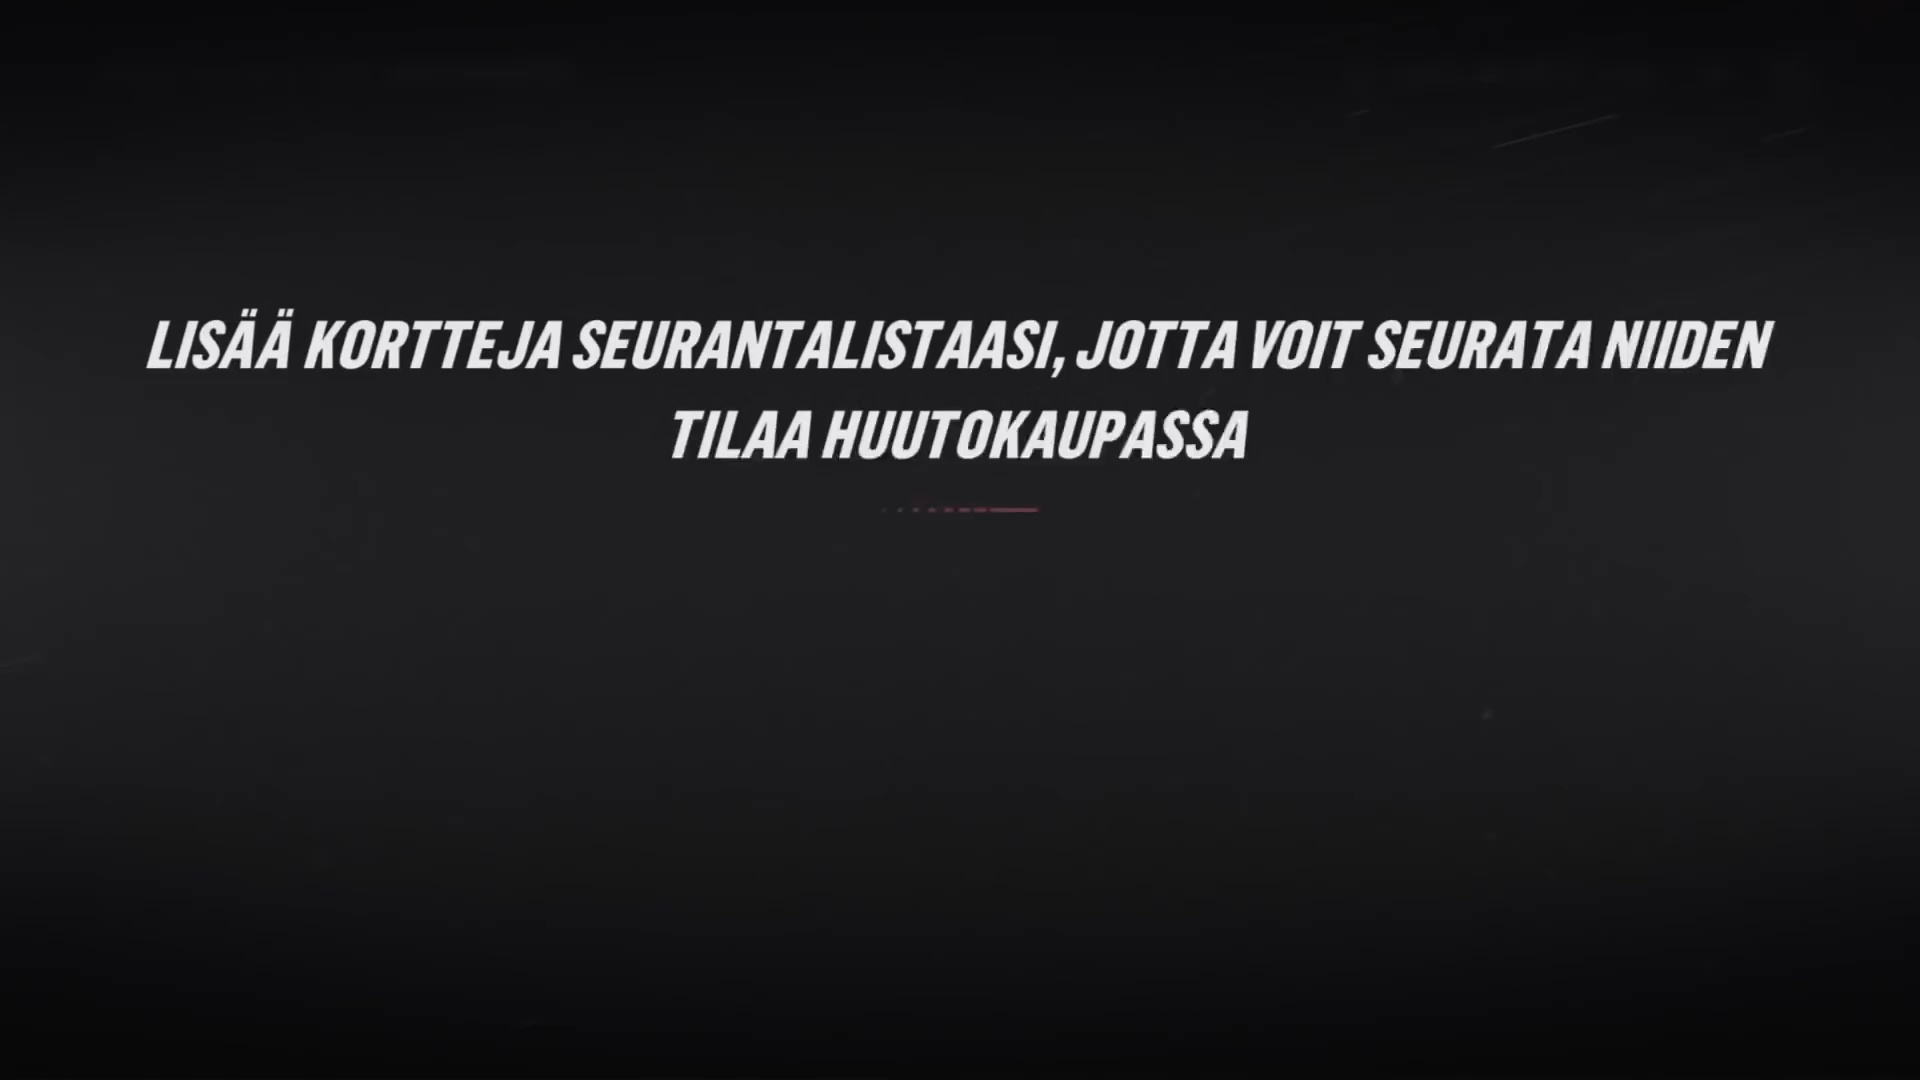 LISÄÄ KORTTEJA SEURANTALISTAASI, JOTTA VOIT SEURATA NIIDEN
TILAA HUUTOKAUPASSA